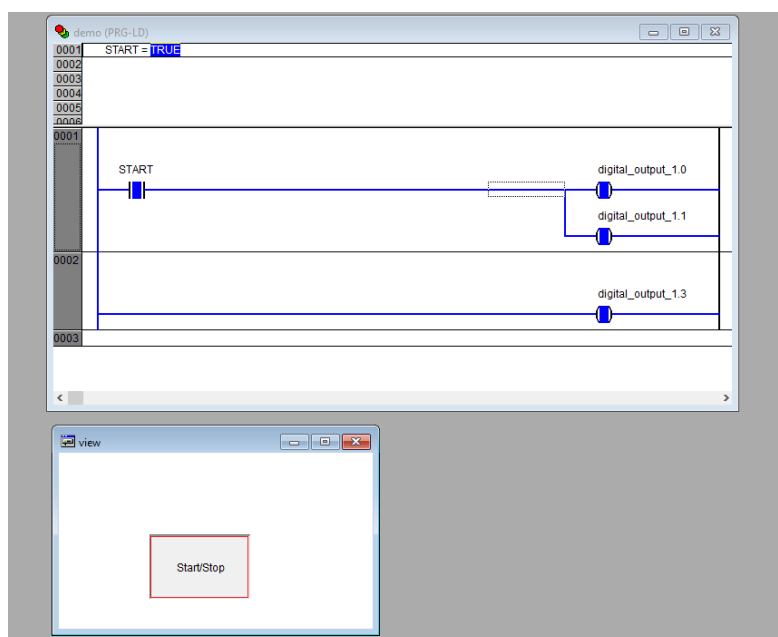 demo (PRG-LD)
0001 START = TRUE
0002
0003
0004
0005
0006
0001
START digital_output_1.0
digital_output_1.1
0002
digital_output_1.3
0003
view
Start/Stop